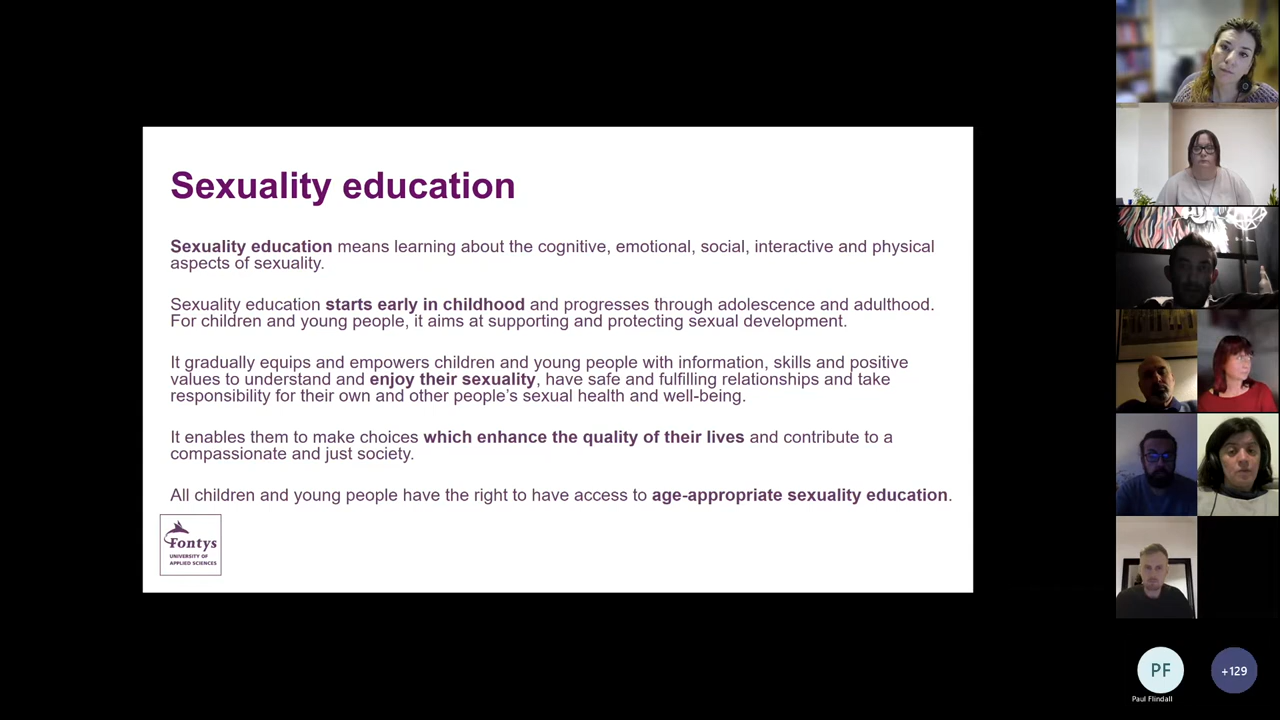 Sexuality education
Sexuality education means learning about the cognitive, emotional, social, interactive and physical
aspects of sexuality.
Sexuality education starts early in childhood and progresses through adolescence and adulthood.
For children and young people, it aims at supporting and protecting sexual development.
It gradually equips and empowers children and young people with information, skills and positive
values to understand and enjoy their sexuality, have safe and fulfilling relationships and take
responsibility for their own and other people's sexual health and well-being.
It enables them to make choices which enhance the quality of their lives and contribute to a
compassionate and just society.
All children and young people have the right to have access to age-appropriate sexuality education.
Fontys
UNIVERSITY OF
APPLIED SCIENCES
PF
+129
Paul Flindall